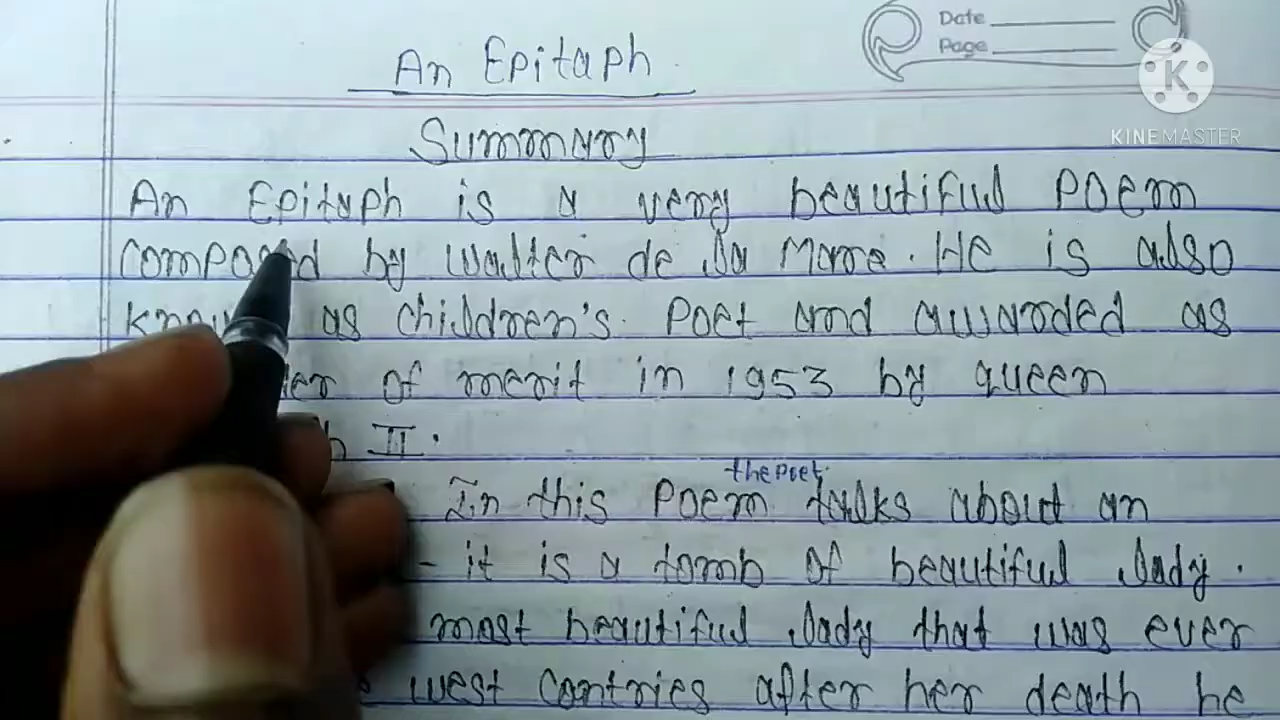 Date
Page
K
KINEMASTER
An Epitaph
Summary
An Epitaph is a very beautiful Poem
composed by Walter de la Mare. He is also
as children's Poet and awarded as
of merit in 1953 by queen
II.
the Poet
In this Poem talks about an
- it is a tomb of beautiful lady.
most beautiful lady that was ever
west contries after her death he